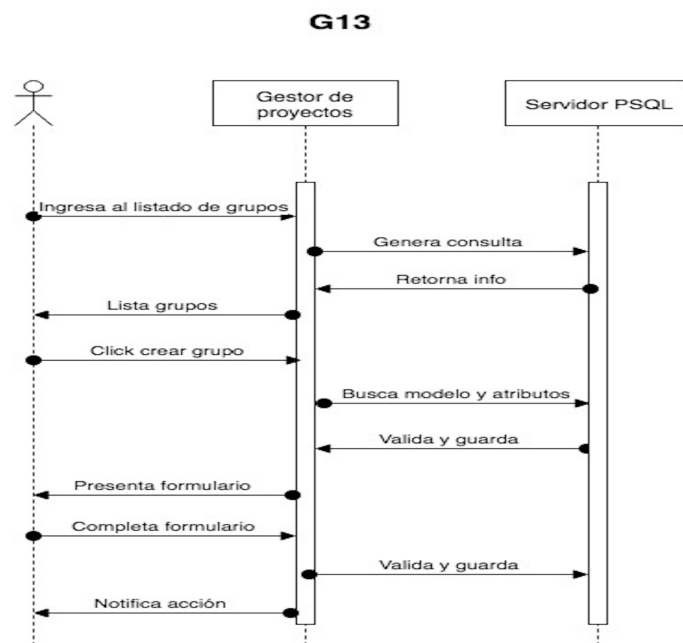 G13
Gestor de
proyectos
Servidor PSQL
Ingresa al listado de grupos
Genera consulta
Retorna info
Lista grupos
Click crear grupo
Busca modelo y atributos
Valida y guarda
Presenta formulario
Completa formulario
Valida y guarda
Notifica acción